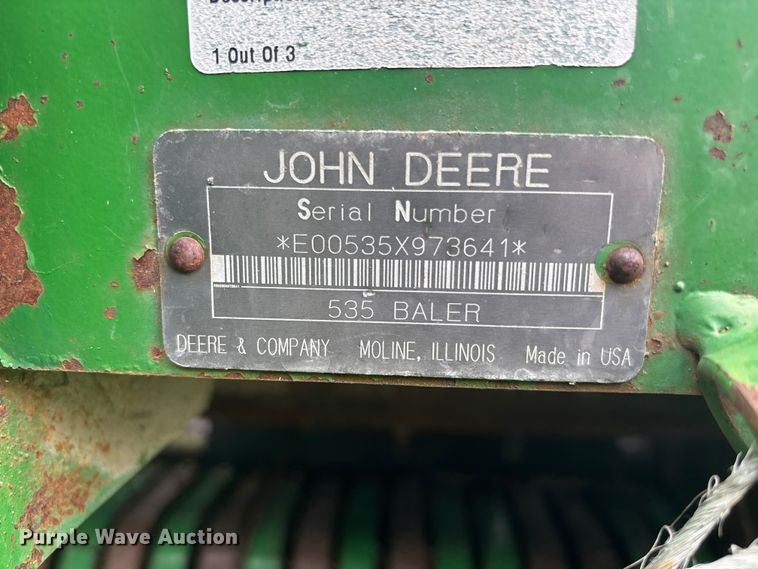 1 Out Of 3
JOHN DEERE
Serial Number
*E00535X973641*
535 BALER
DEERE & COMPANY MOLINE, ILLINOIS Made in USA
Purple Wave Auction